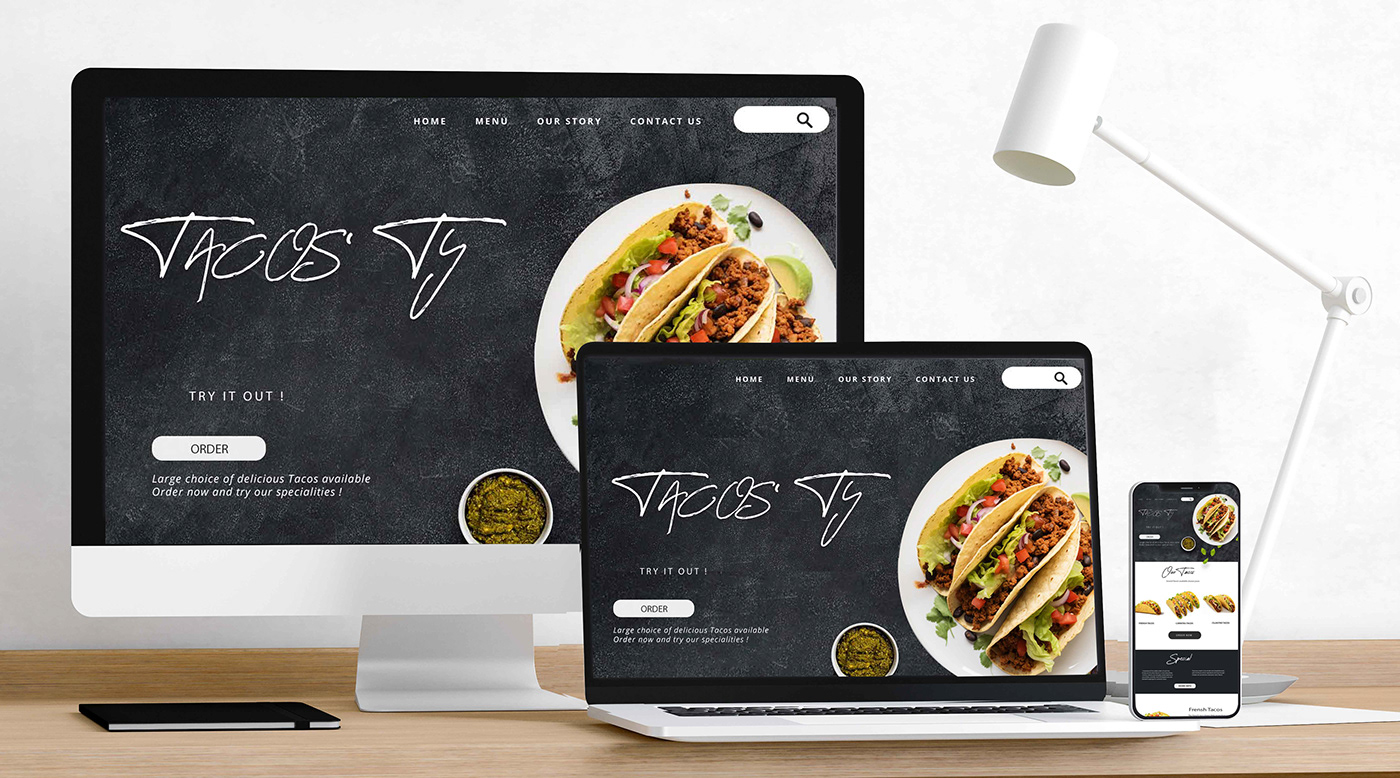 HOME MENU OUR STORY CONTACT US
TACOS TY
TRY IT OUT !
ORDER
Large choice of delicious Tacos available
Order now and try our specialities !
HOME MENU OUR STORY CONTACT US
TACOS TY
TRY IT OUT !
ORDER
Large choice of delicious Tacos available
Order now and try our specialities !
TACOS TY
Our Tacos
Special
Frensh Tacos